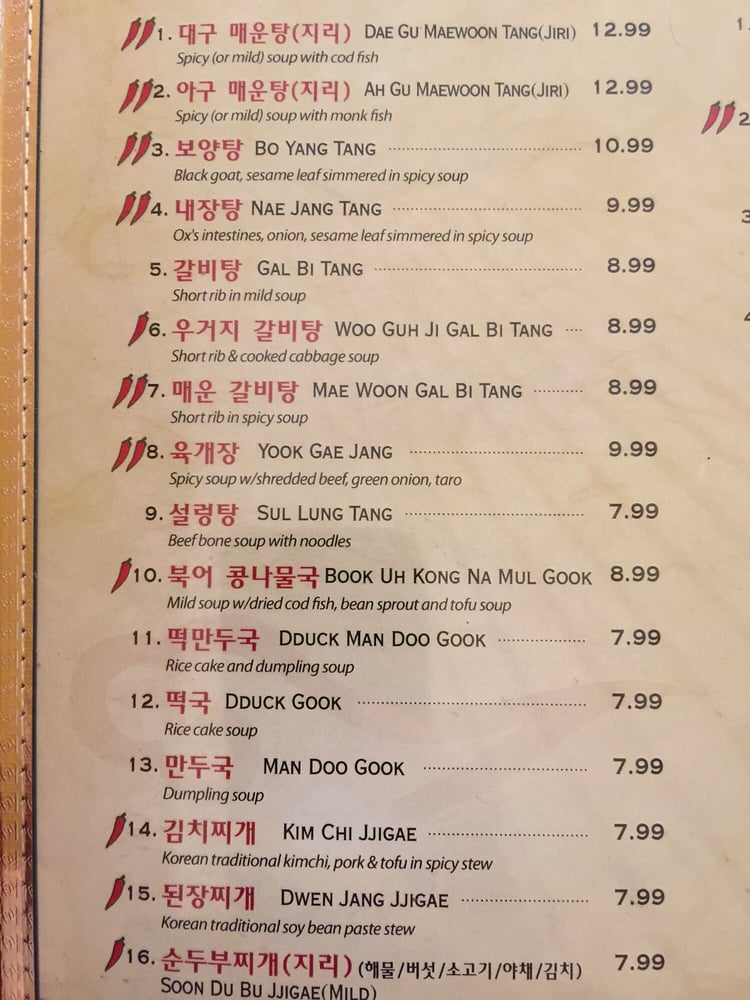 1. 대구 매운탕(지리) DAE GU MAEWOON TANG(JIRI) 12.99
Spicy (or mild) soup with cod fish
2. 아구 매운탕(지리) AH GU MAEWOON TANG(JIRI) 12.99
Spicy (or mild) soup with monk fish
3. 보양탕 BO YANG TANG 10.99
Black goat, sesame leaf simmered in spicy soup
4. 내장탕 NAE JANG TANG 9.99
Ox's intestines, onion, sesame leaf simmered in spicy soup
5. 갈비탕 GAL BI TANG 8.99
Short rib in mild soup
6. 우거지 갈비탕 WOO GUH JI GAL BI TANG 8.99
Short rib & cooked cabbage soup
7. 매운 갈비탕 MAE WOON GAL BI TANG 8.99
Short rib in spicy soup
8. 육개장 YOOK GAE JANG 9.99
Spicy soup w/shredded beef, green onion, taro
9. 설렁탕 SUL LUNG TANG 7.99
Beef bone soup with noodles
10. 북어 콩나물국 BOOK UH KONG NA MUL GOOK 8.99
Mild soup w/dried cod fish, bean sprout and tofu soup
11. 떡만두국 DDUCK MAN DOO GOOK 7.99
Rice cake and dumpling soup
12. 떡국 DDUCK GOOK 7.99
Rice cake soup
13. 만두국 MAN DOO GOOK 7.99
Dumpling soup
14. 김치찌개 KIM CHI JJIGAE 7.99
Korean traditional kimchi, pork & tofu in spicy stew
15. 된장찌개 DWEN JANG JJIGAE 7.99
Korean traditional soy bean paste stew
16. 순두부찌개(지리) (해물/버섯/소고기/야채/김치) 7.99
SOON DU BU JJIGAE(MILD)
1.
2
3
4